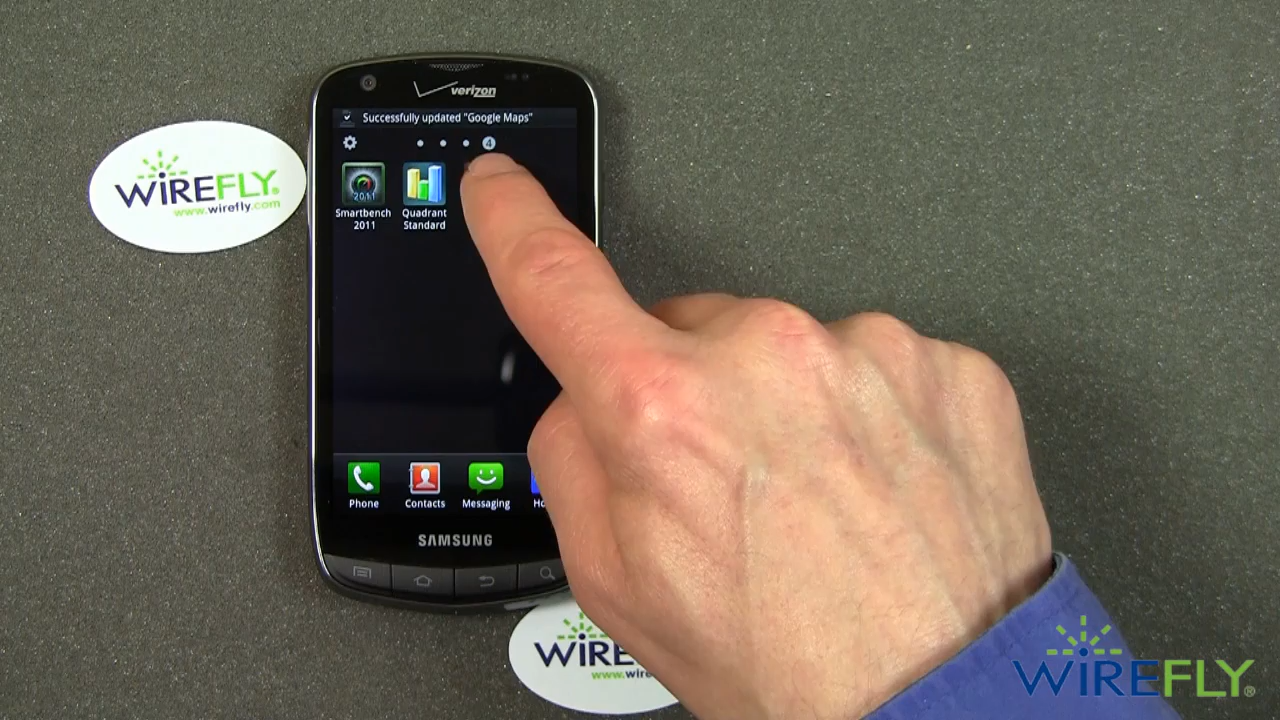 verizon
Successfully updated "Google Maps"
4
2011
Smartbench
2011
Quadrant
Standard
Phone
Contacts
Messaging
SAMSUNG
WIREFLY.
www.wirefly.com
WIREFLY®